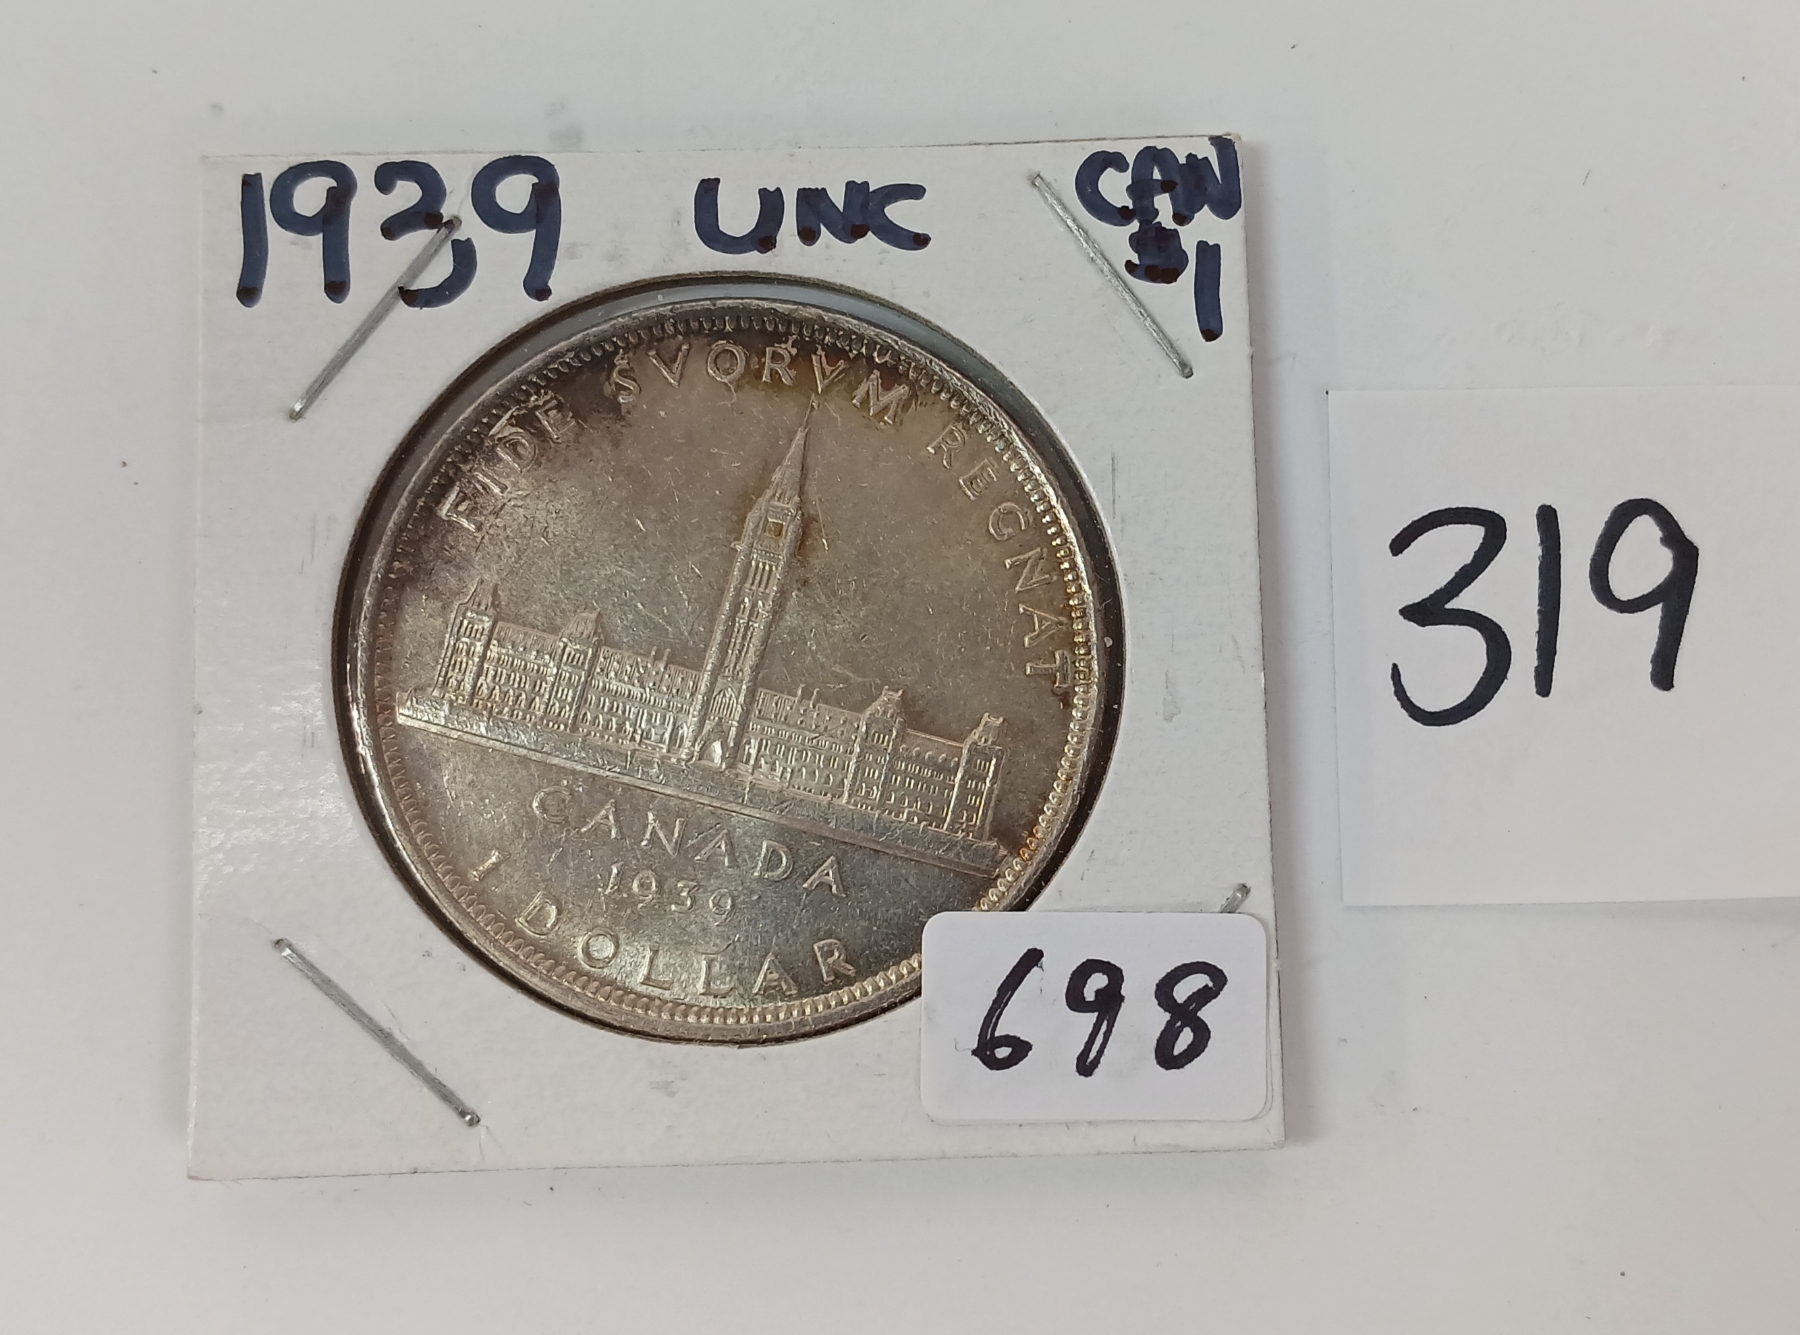 1939 UNC CAN
$1
FIDE SVORVM REGNAT
CANADA
1939
1 DOLLAR
698
319